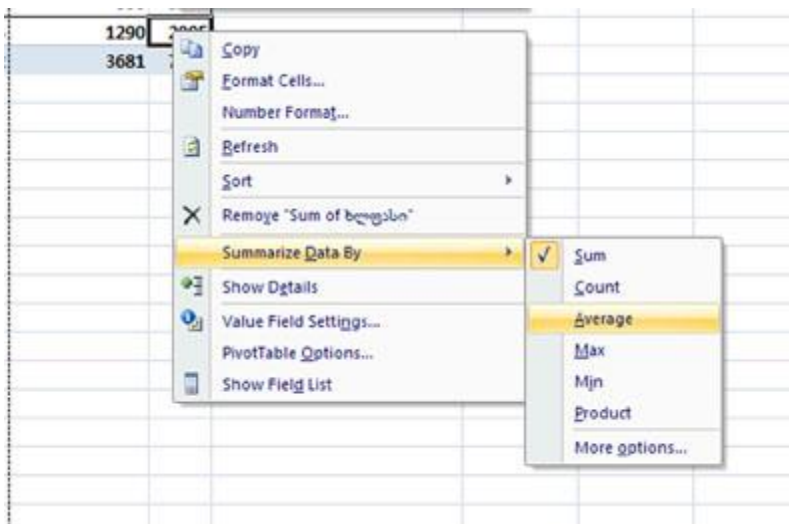 1290
3681
Copy
Format Cells...
Number Format...
Refresh
Sort
Remove "Sum of ხელფასი"
Summarize Data By
Show Details
Value Field Settings...
PivotTable Options...
Show Field List
Sum
Count
Average
Max
Min
Product
More options...